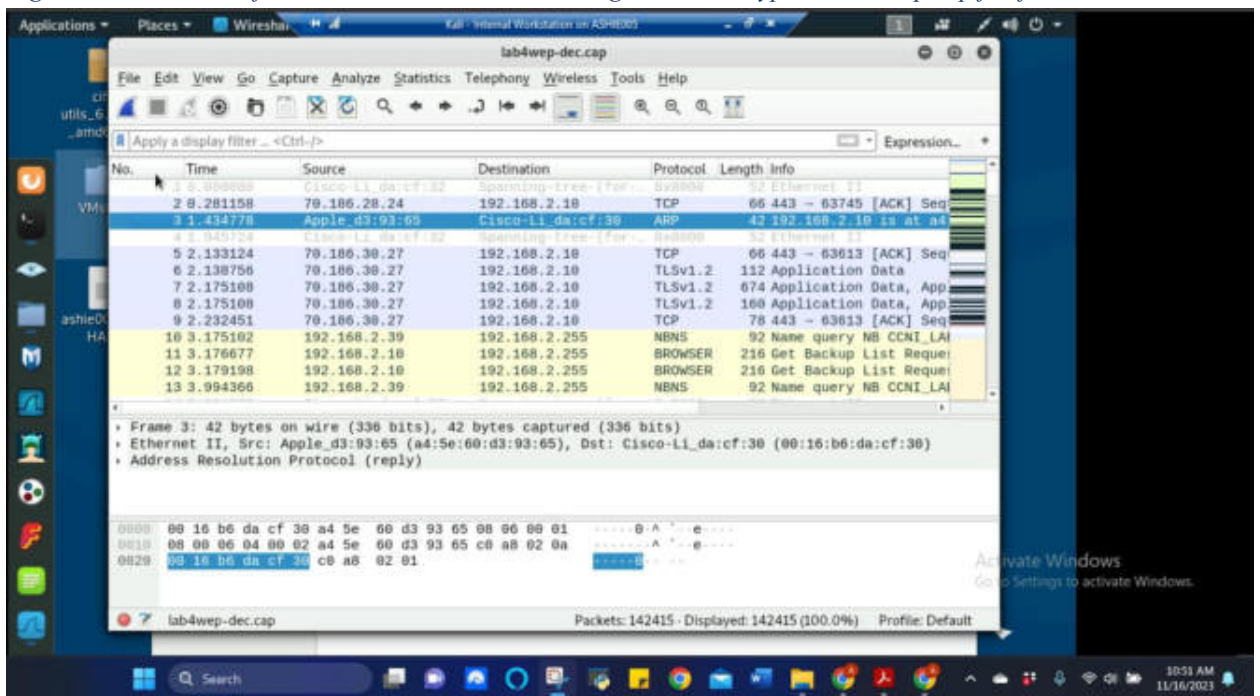 Applications Places Wireshar Kali - Internal Workstation on ASHIE005 1
lab4wep-dec.cap
File Edit View Go Capture Analyze Statistics Telephony Wireless Tools Help
utils_6
_amd6
Apply a display filter ... <Ctrl-/> Expression... +
No. Time Source Destination Protocol Length Info
1 0.000000 Cisco-Li_da:cf:32 Spanning-tree-(for-… 0x0000 52 Ethernet II
2 0.281158 70.186.28.24 192.168.2.10 TCP 66 443 → 63745 [ACK] Seq
3 1.434778 Apple_d3:93:65 Cisco-Li_da:cf:30 ARP 42 192.168.2.10 is at a4
4 1.945724 Cisco-Li_da:cf:32 Spanning-tree-(for-… 0x0000 52 Ethernet II
5 2.133124 70.186.30.27 192.168.2.10 TCP 66 443 → 63613 [ACK] Seq
6 2.138756 70.186.30.27 192.168.2.10 TLSv1.2 112 Application Data
7 2.175108 70.186.30.27 192.168.2.10 TLSv1.2 674 Application Data, App
8 2.175108 70.186.30.27 192.168.2.10 TLSv1.2 160 Application Data, App
9 2.232451 70.186.30.27 192.168.2.10 TCP 78 443 → 63613 [ACK] Seq
10 3.175102 192.168.2.39 192.168.2.255 NBNS 92 Name query NB CCNI_LA
11 3.176677 192.168.2.10 192.168.2.255 BROWSER 216 Get Backup List Reque
12 3.179198 192.168.2.10 192.168.2.255 BROWSER 216 Get Backup List Reque
13 3.994366 192.168.2.39 192.168.2.255 NBNS 92 Name query NB CCNI_LA
VMw
ashie0
HA
Frame 3: 42 bytes on wire (336 bits), 42 bytes captured (336 bits)
Ethernet II, Src: Apple_d3:93:65 (a4:5e:60:d3:93:65), Dst: Cisco-Li_da:cf:30 (00:16:b6:da:cf:30)
Address Resolution Protocol (reply)
0000 00 16 b6 da cf 30 a4 5e 60 d3 93 65 08 06 00 01 ·····0·^ `··e····
0010 08 00 06 04 00 02 a4 5e 60 d3 93 65 c0 a8 02 0a ·······^ `··e····
0020 00 16 b6 da cf 30 c0 a8 02 01 ·····0·· ··
Activate Windows
Go to Settings to activate Windows.
lab4wep-dec.cap Packets: 142415 · Displayed: 142415 (100.0%) Profile: Default
Search
10:51 AM
11/16/2023